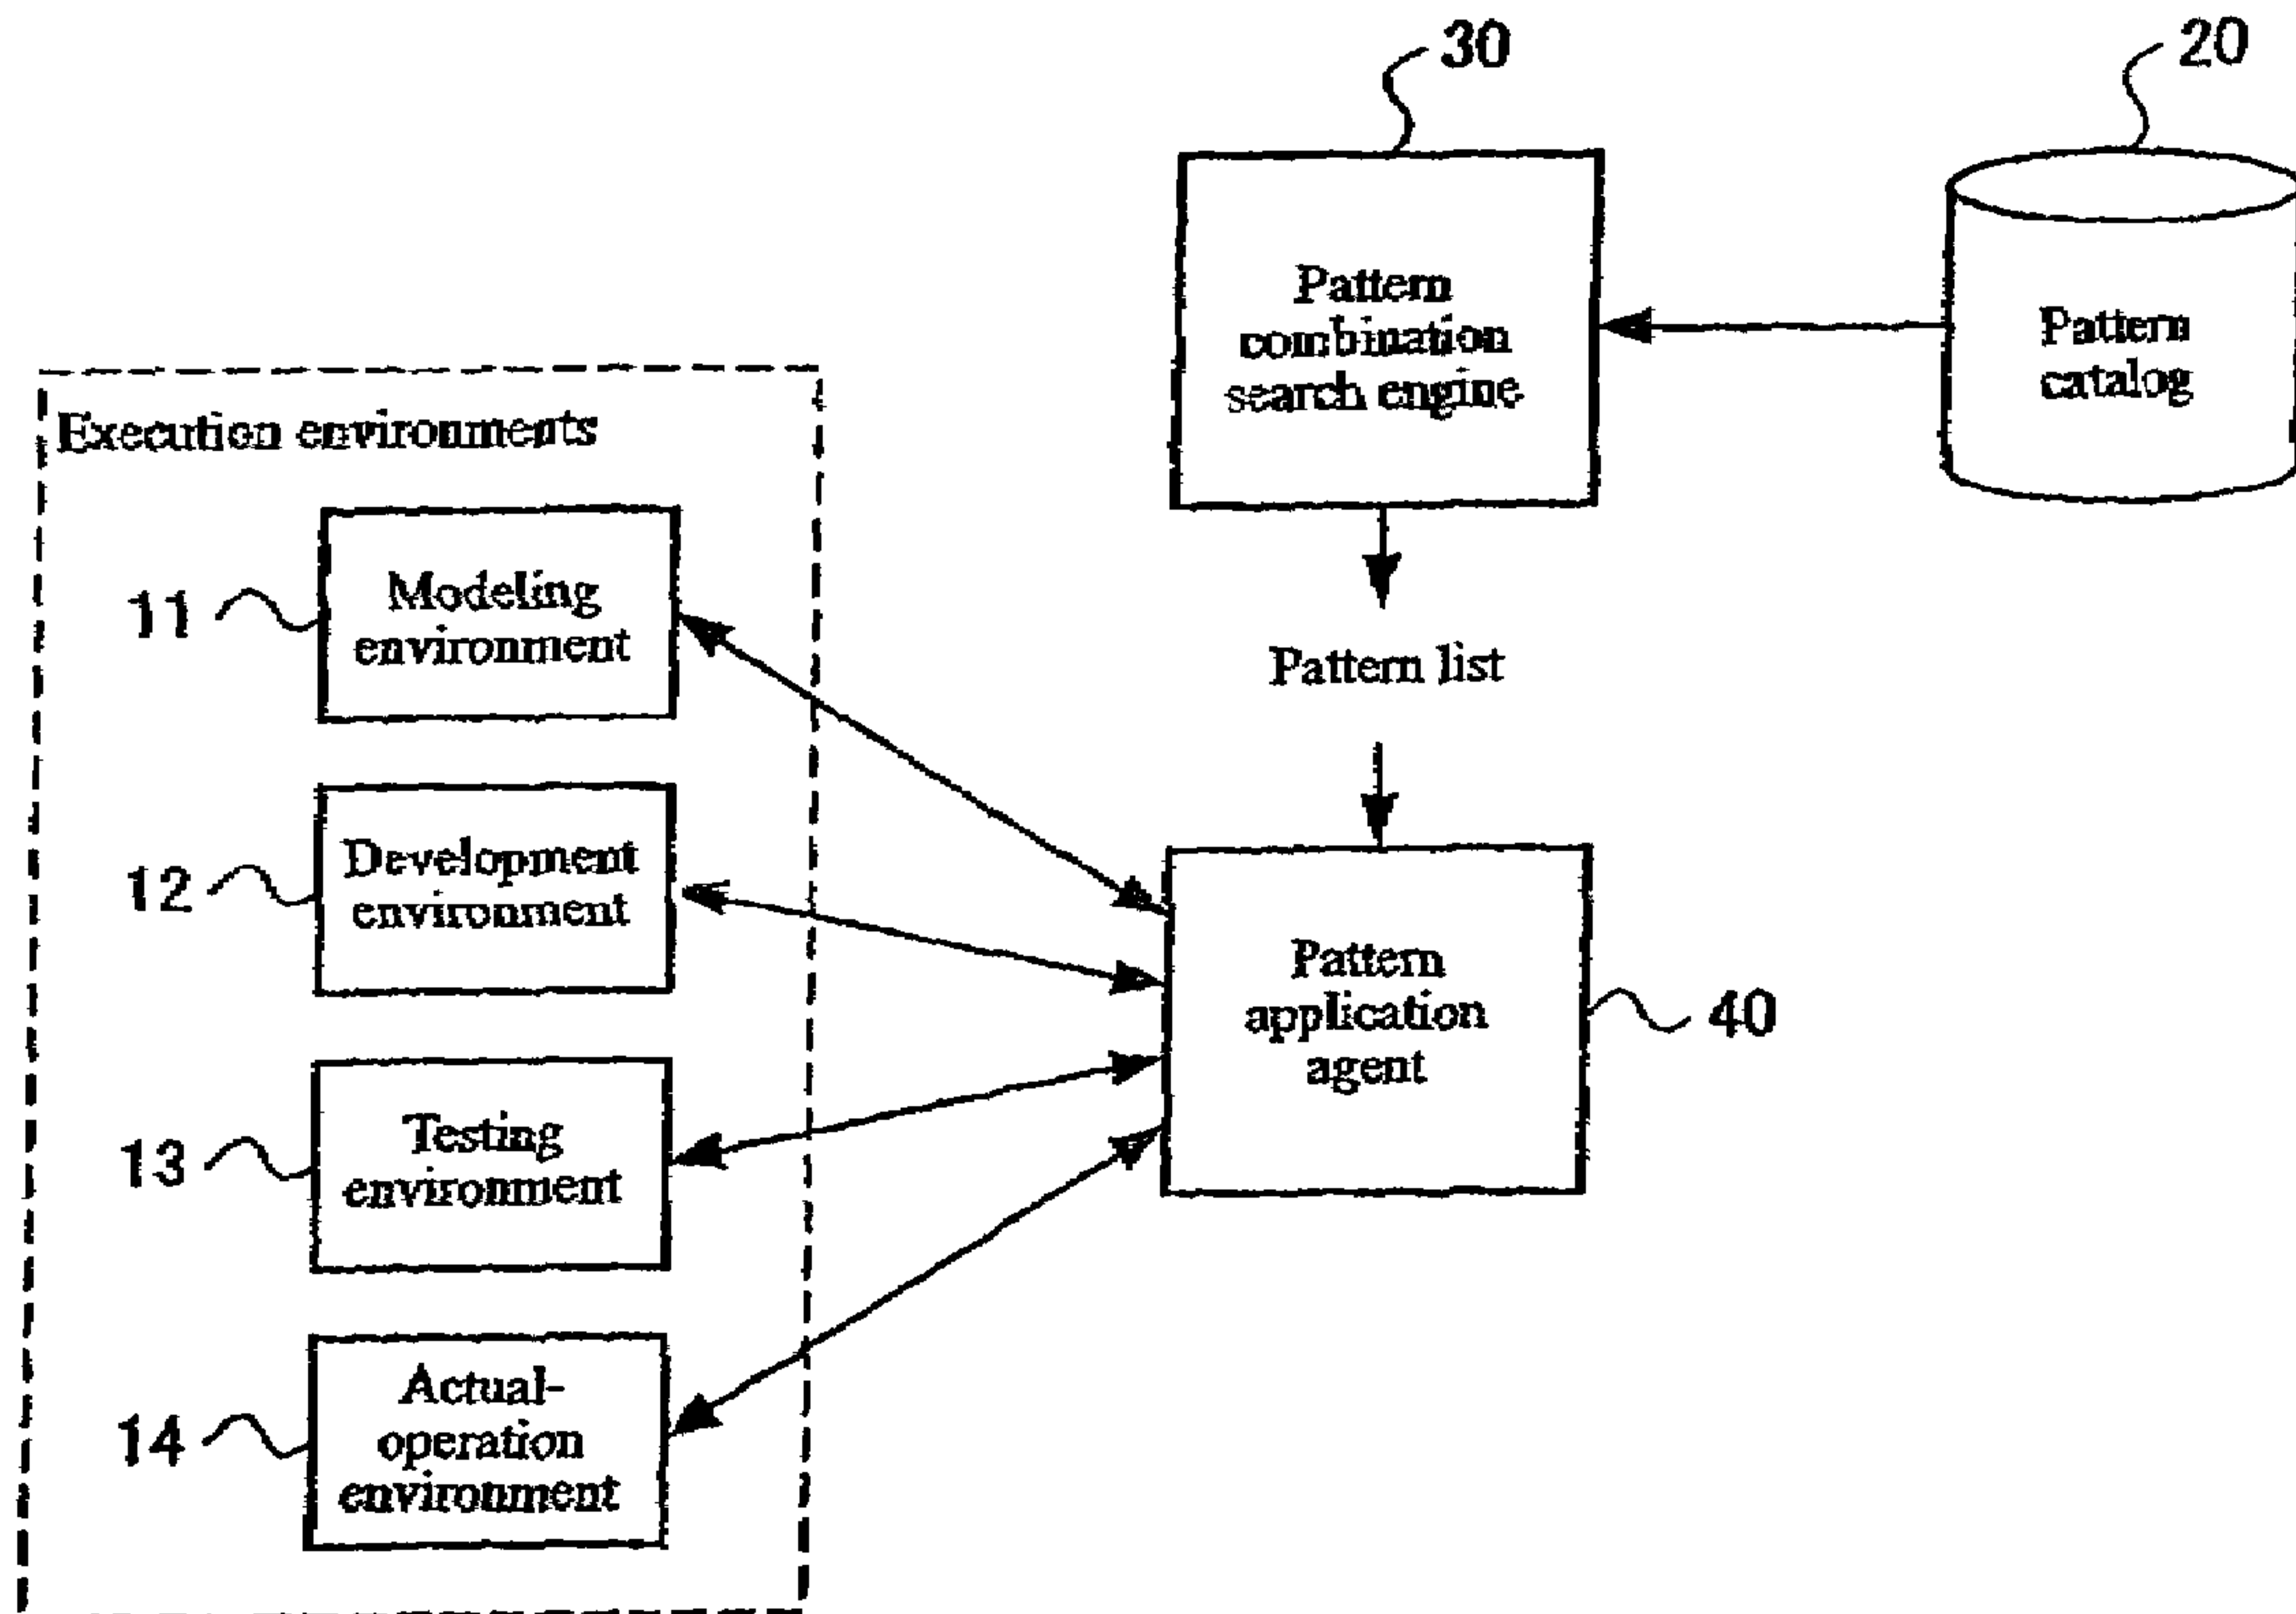 30
20
Pattern
combination
search engine
Pattern
catalog
Execution environments
11
Modeling
environment
Pattern list
12
Development
environment
Pattern
application
agent
40
13
Testing
environment
14
Actual-
operation
environment